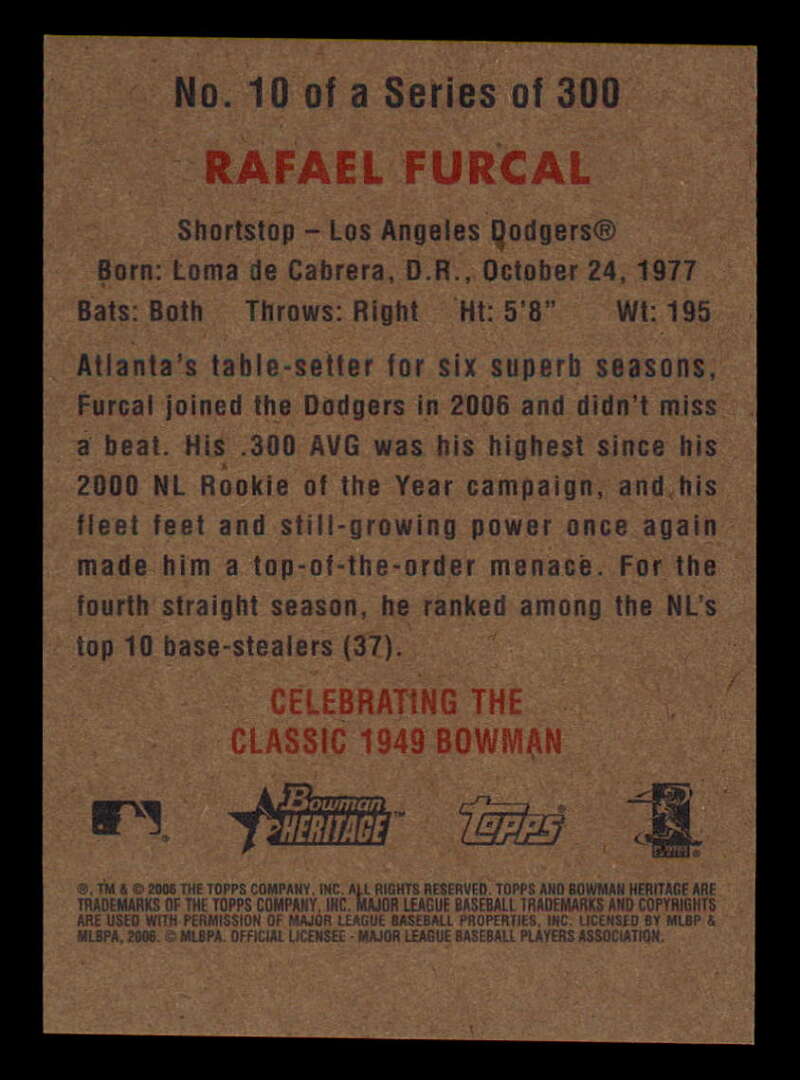 No. 10 of a Series of 300
RAFAEL FURCAL
Shortstop – Los Angeles Dodgers®
Born: Loma de Cabrera, D.R., October 24, 1977
Bats: Both Throws: Right Ht: 5'8" Wt: 195
Atlanta's table-setter for six superb seasons,
Furcal joined the Dodgers in 2006 and didn't miss
a beat. His .300 AVG was his highest since his
2000 NL Rookie of the Year campaign, and his
fleet feet and still-growing power once again
made him a top-of-the-order menace. For the
fourth straight season, he ranked among the NL's
top 10 base-stealers (37).
CELEBRATING THE
CLASSIC 1949 BOWMAN
Bowman HERITAGE™ Topps®
®, TM & © 2006 THE TOPPS COMPANY, INC. ALL RIGHTS RESERVED. TOPPS AND BOWMAN HERITAGE ARE
TRADEMARKS OF THE TOPPS COMPANY, INC. MAJOR LEAGUE BASEBALL TRADEMARKS AND COPYRIGHTS
ARE USED WITH PERMISSION OF MAJOR LEAGUE BASEBALL PROPERTIES, INC. LICENSED BY MLBP &
MLBPA, 2006. © MLBPA. OFFICIAL LICENSEE - MAJOR LEAGUE BASEBALL PLAYERS ASSOCIATION.